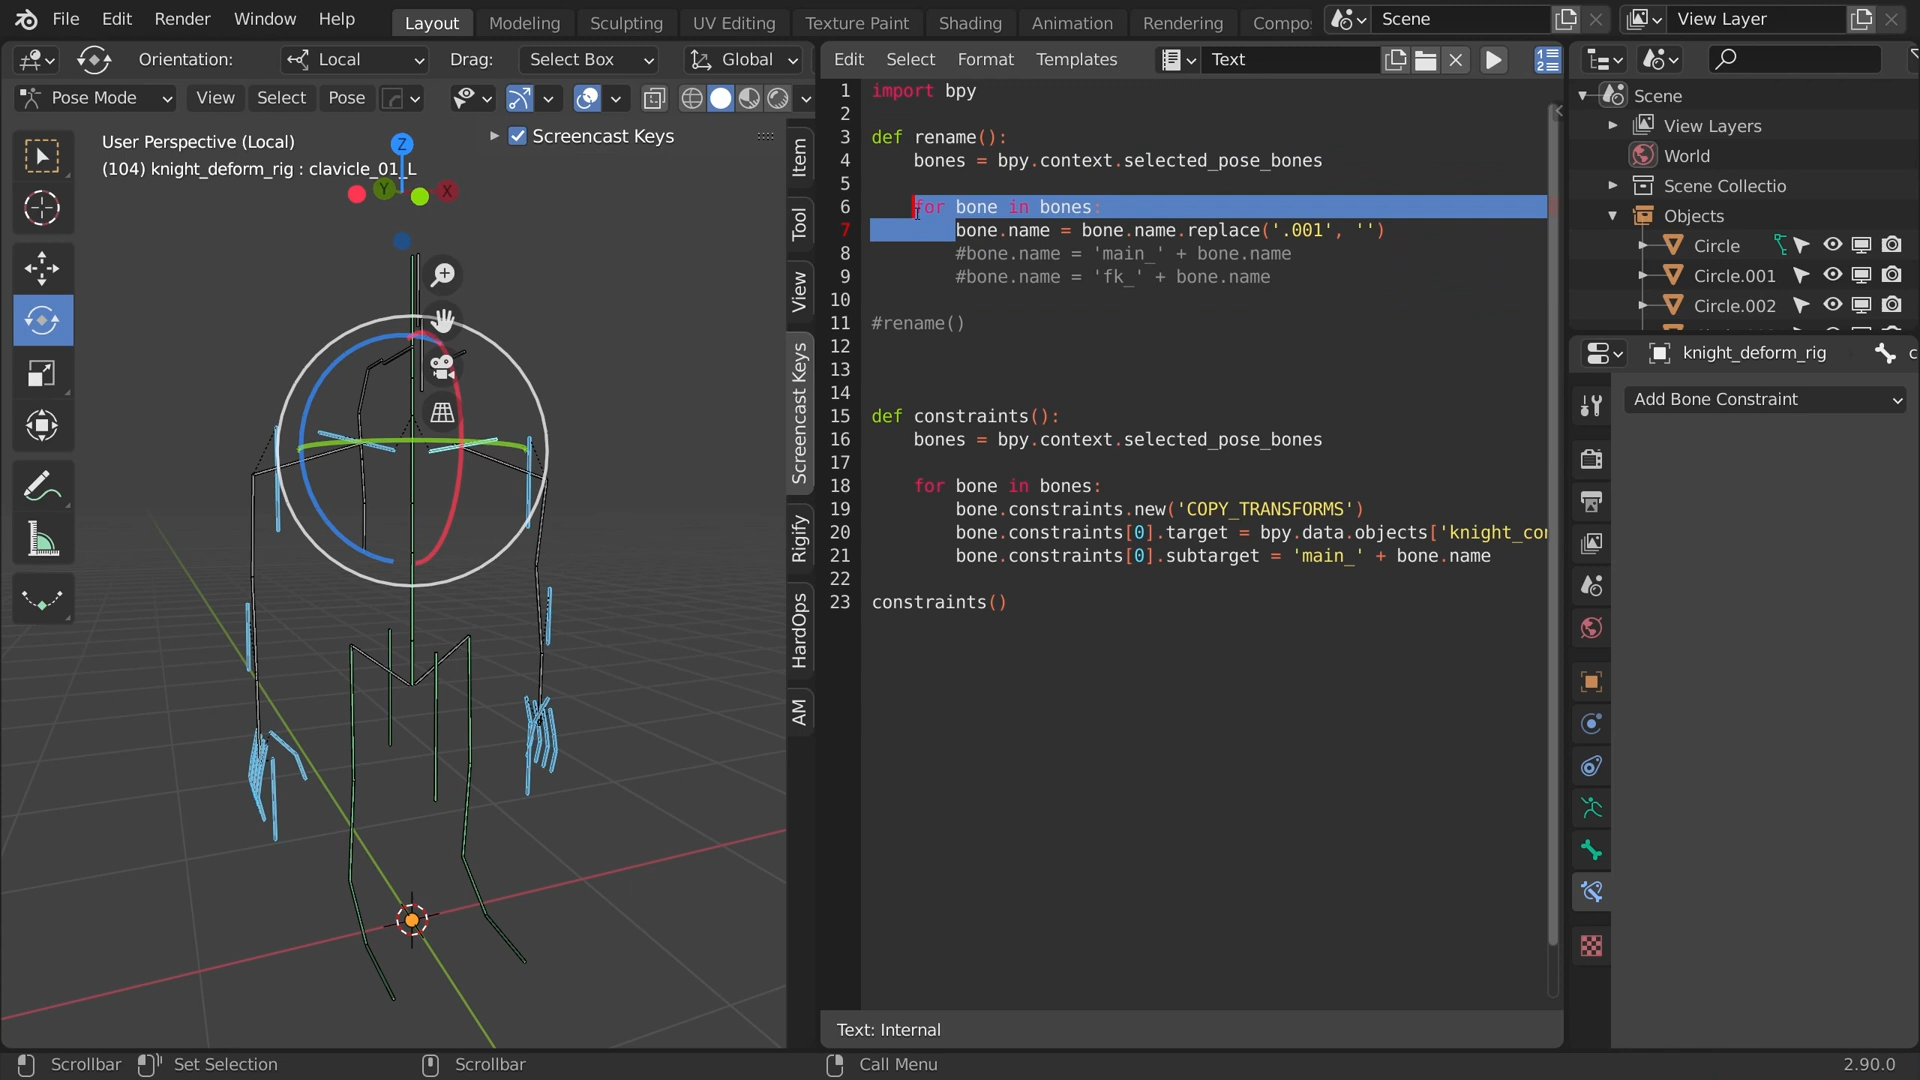 File Edit Render Window Help
Layout Modeling Sculpting UV Editing Texture Paint Shading Animation Rendering Compo
Scene
View Layer
Orientation: Local Drag: Select Box Global
Pose Mode View Select Pose
User Perspective (Local)
(104) knight_deform_rig : clavicle_01_L
Screencast Keys
Z
Y
X
Item
Tool
View
Screencast Keys
Rigify
HardOps
AM
Edit Select Format Templates Text
1 import bpy
2
3 def rename():
4 bones = bpy.context.selected_pose_bones
5
6 for bone in bones:
7 bone.name = bone.name.replace('.001', '')
8 #bone.name = 'main_' + bone.name
9 #bone.name = 'fk_' + bone.name
10
11 #rename()
12
13
14
15 def constraints():
16 bones = bpy.context.selected_pose_bones
17
18 for bone in bones:
19 bone.constraints.new('COPY_TRANSFORMS')
20 bone.constraints[0].target = bpy.data.objects['knight_con
21 bone.constraints[0].subtarget = 'main_' + bone.name
22
23 constraints()
Text: Internal
Scene
View Layers
World
Scene Collectio
Objects
Circle
Circle.001
Circle.002
knight_deform_rig c
Add Bone Constraint
Scrollbar Set Selection Scrollbar Call Menu 2.90.0